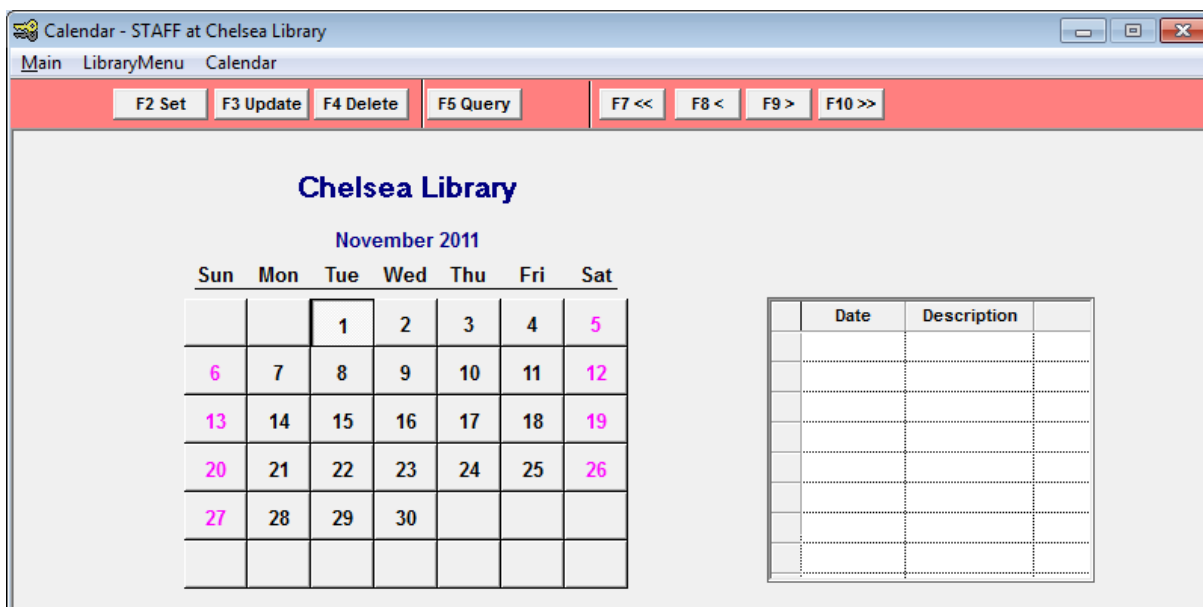 Calendar - STAFF at Chelsea Library
Main LibraryMenu Calendar
F2 Set F3 Update F4 Delete F5 Query F7 << F8 < F9 > F10 >>
Chelsea Library
November 2011
Sun Mon Tue Wed Thu Fri Sat
1 2 3 4 5
6 7 8 9 10 11 12
13 14 15 16 17 18 19
20 21 22 23 24 25 26
27 28 29 30
Date Description